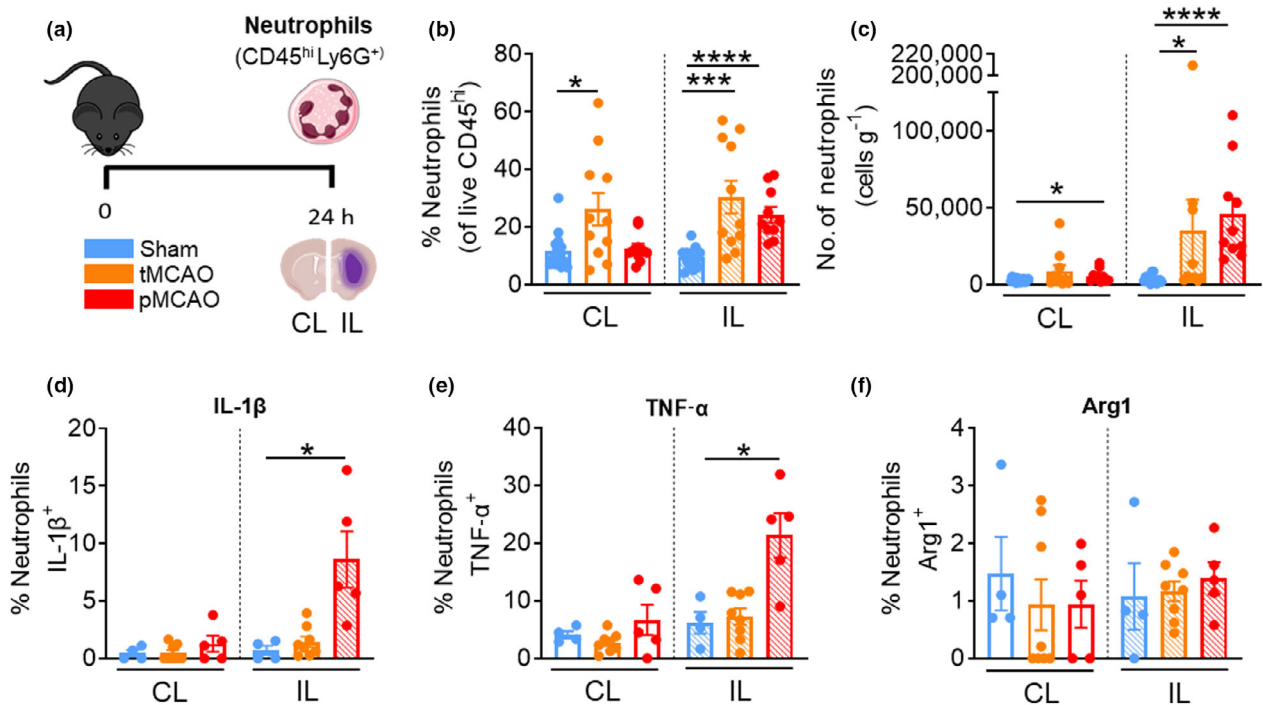 (a)
Neutrophils
(CD45hi Ly6G+)
0
24 h
Sham
tMCAO
pMCAO
CL IL
(b)
% Neutrophils
(of live CD45hi)
80
60
40
20
0
*
****
***
CL
IL
(c)
No. of neutrophils
(cells g−1)
220,000
200,000
100,000
50,000
0
*
****
*
CL
IL
(d)
IL-1β
% Neutrophils
IL-1β+
20
15
10
5
0
*
CL
IL
(e)
TNF-α
% Neutrophils
TNF-α+
40
30
20
10
0
*
CL
IL
(f)
Arg1
% Neutrophils
Arg1+
4
3
2
1
0
CL
IL